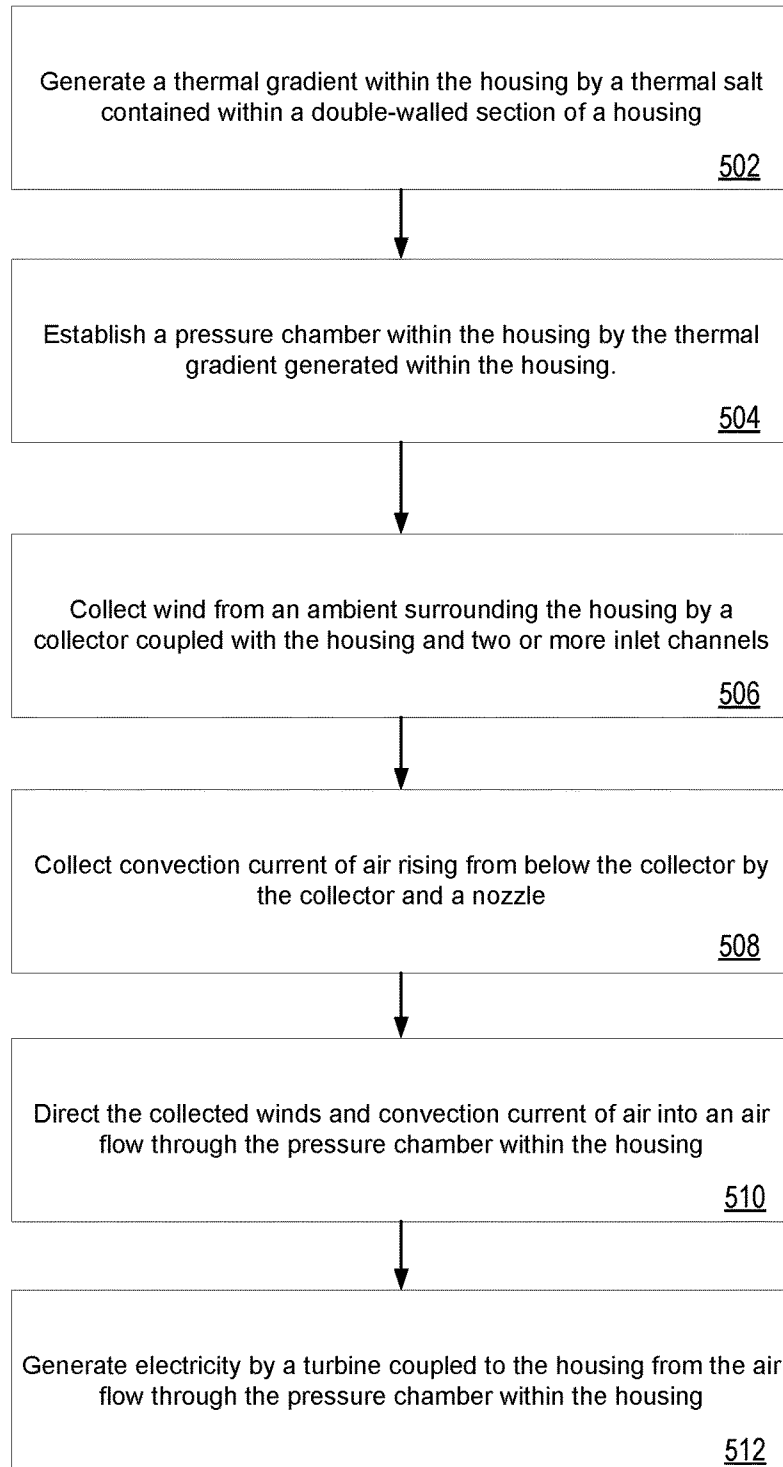 Generate a thermal gradient within the housing by a thermal salt
contained within a double-walled section of a housing
502
Establish a pressure chamber within the housing by the thermal
gradient generated within the housing.
504
Collect wind from an ambient surrounding the housing by a
collector coupled with the housing and two or more inlet channels
506
Collect convection current of air rising from below the collector by
the collector and a nozzle
508
Direct the collected winds and convection current of air into an air
flow through the pressure chamber within the housing
510
Generate electricity by a turbine coupled to the housing from the air
flow through the pressure chamber within the housing
512